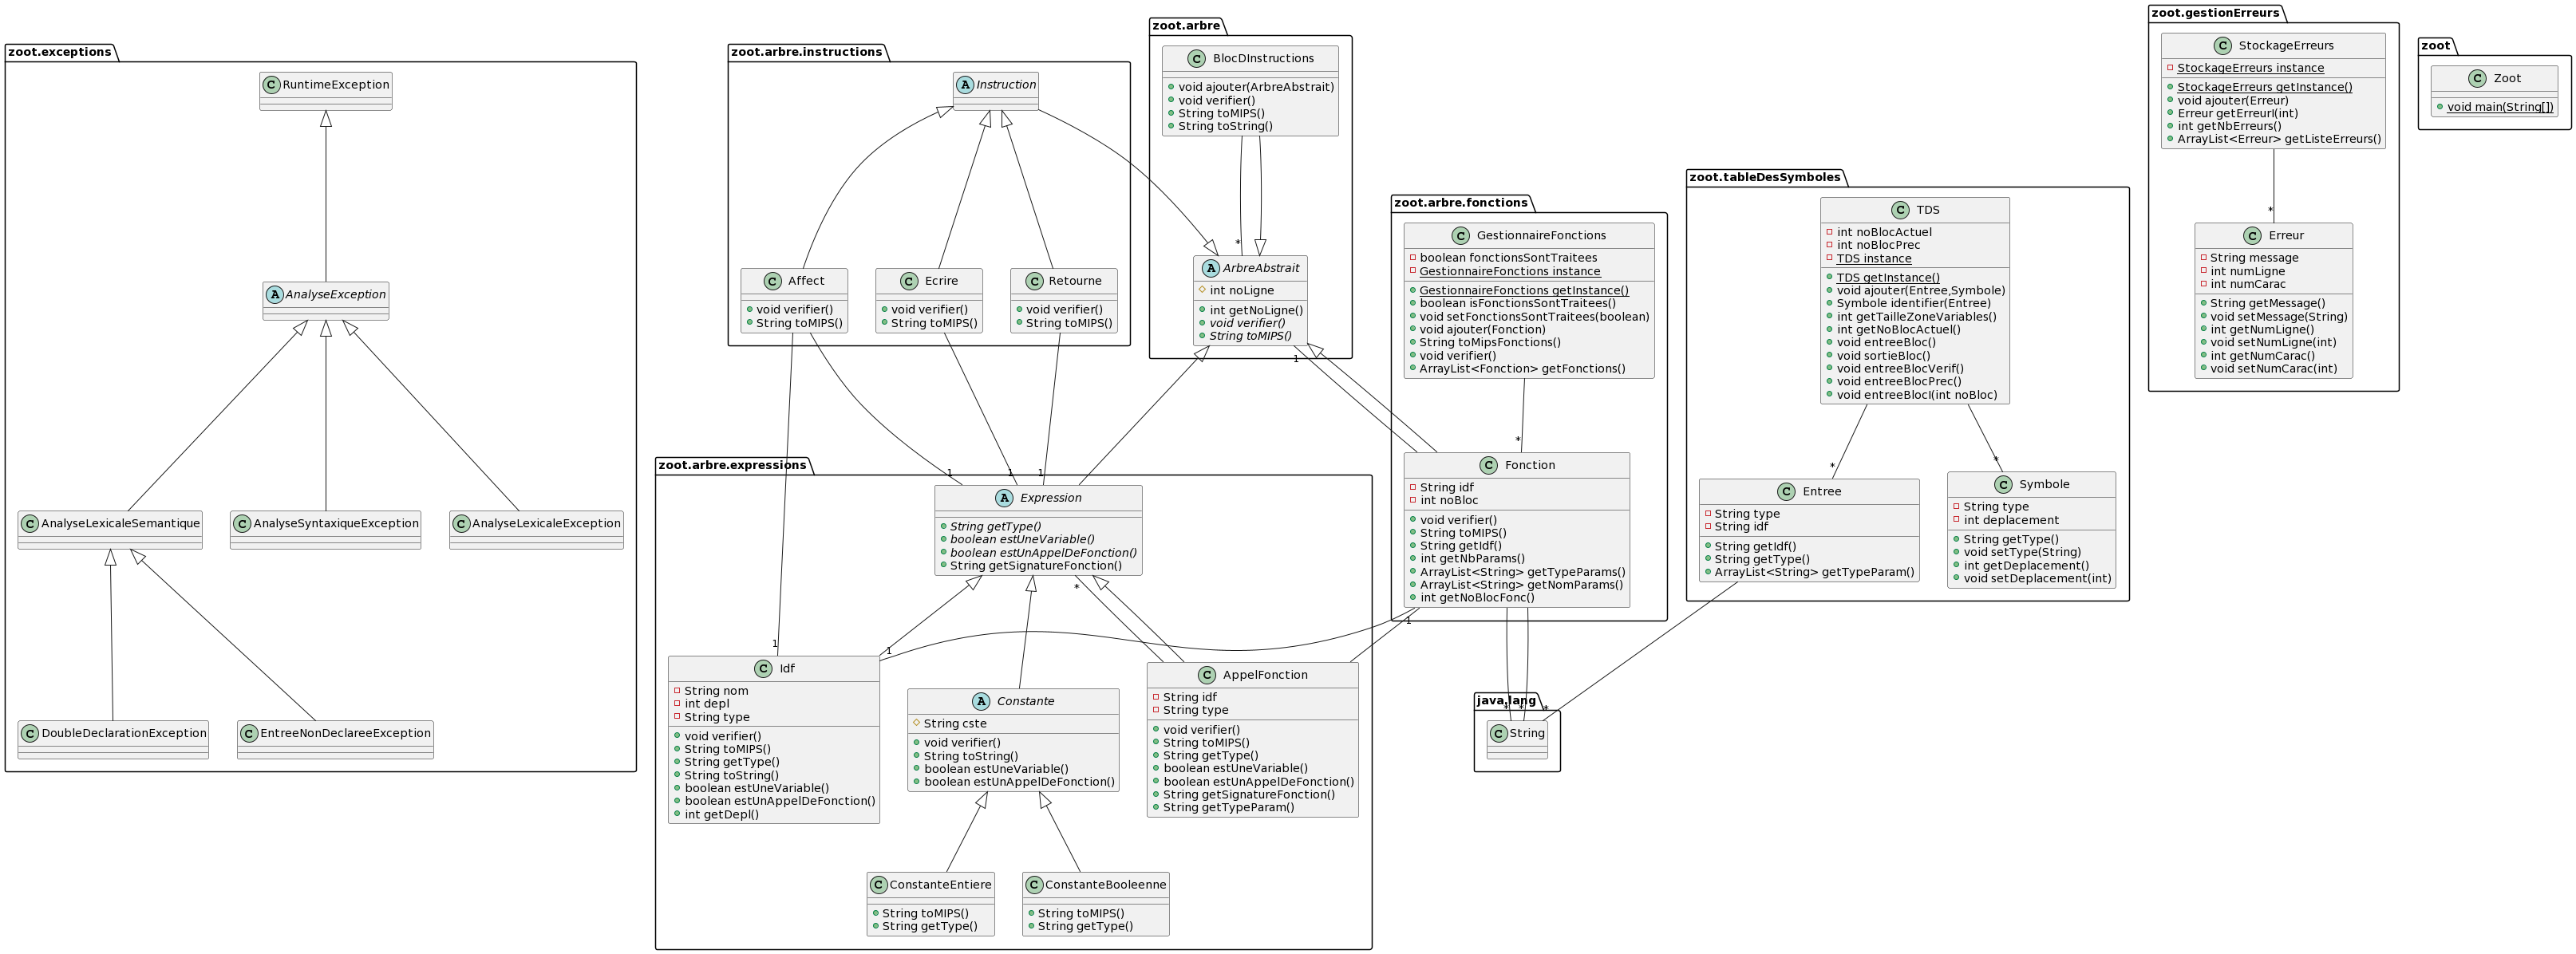 zoot.exceptions
C RuntimeException
A AnalyseException
C AnalyseLexicaleSemantique
C AnalyseSyntaxiqueException
C AnalyseLexicaleException
C DoubleDeclarationException
C EntreeNonDeclareeException
zoot.arbre.instructions
A Instruction
C Affect
void verifier()
String toMIPS()
C Ecrire
void verifier()
String toMIPS()
C Retourne
void verifier()
String toMIPS()
zoot.arbre
C BlocDInstructions
void ajouter(ArbreAbstrait)
void verifier()
String toMIPS()
String toString()
*
A ArbreAbstrait
int noLigne
int getNoLigne()
void verifier()
String toMIPS()
1
zoot.arbre.fonctions
C GestionnaireFonctions
boolean fonctionsSontTraitees
GestionnaireFonctions instance
GestionnaireFonctions getInstance()
boolean isFonctionsSontTraitees()
void setFonctionsSontTraitees(boolean)
void ajouter(Fonction)
String toMipsFonctions()
void verifier()
ArrayList<Fonction> getFonctions()
*
C Fonction
String idf
int noBloc
void verifier()
String toMIPS()
String getIdf()
int getNbParams()
ArrayList<String> getTypeParams()
ArrayList<String> getNomParams()
int getNoBlocFonc()
1
zoot.arbre.expressions
1
1
1
A Expression
String getType()
boolean estUneVariable()
boolean estUnAppelDeFonction()
String getSignatureFonction()
*
1
1
C Idf
String nom
int depl
String type
void verifier()
String toMIPS()
String getType()
String toString()
boolean estUneVariable()
boolean estUnAppelDeFonction()
int getDepl()
A Constante
String cste
void verifier()
String toString()
boolean estUneVariable()
boolean estUnAppelDeFonction()
C AppelFonction
String idf
String type
void verifier()
String toMIPS()
String getType()
boolean estUneVariable()
boolean estUnAppelDeFonction()
String getSignatureFonction()
String getTypeParam()
C ConstanteEntiere
String toMIPS()
String getType()
C ConstanteBooleenne
String toMIPS()
String getType()
java.lang
* * *
C String
zoot.tableDesSymboles
C TDS
int noBlocActuel
int noBlocPrec
TDS instance
TDS getInstance()
void ajouter(Entree,Symbole)
Symbole identifier(Entree)
int getTailleZoneVariables()
int getNoBlocActuel()
void entreeBloc()
void sortieBloc()
void entreeBlocVerif()
void entreeBlocPrec()
void entreeBlocI(int noBloc)
*
*
C Entree
String type
String idf
String getIdf()
String getType()
ArrayList<String> getTypeParam()
C Symbole
String type
int deplacement
String getType()
void setType(String)
int getDeplacement()
void setDeplacement(int)
zoot.gestionErreurs
C StockageErreurs
StockageErreurs instance
StockageErreurs getInstance()
void ajouter(Erreur)
Erreur getErreurI(int)
int getNbErreurs()
ArrayList<Erreur> getListeErreurs()
*
C Erreur
String message
int numLigne
int numCarac
String getMessage()
void setMessage(String)
int getNumLigne()
void setNumLigne(int)
int getNumCarac()
void setNumCarac(int)
zoot
C Zoot
void main(String[])